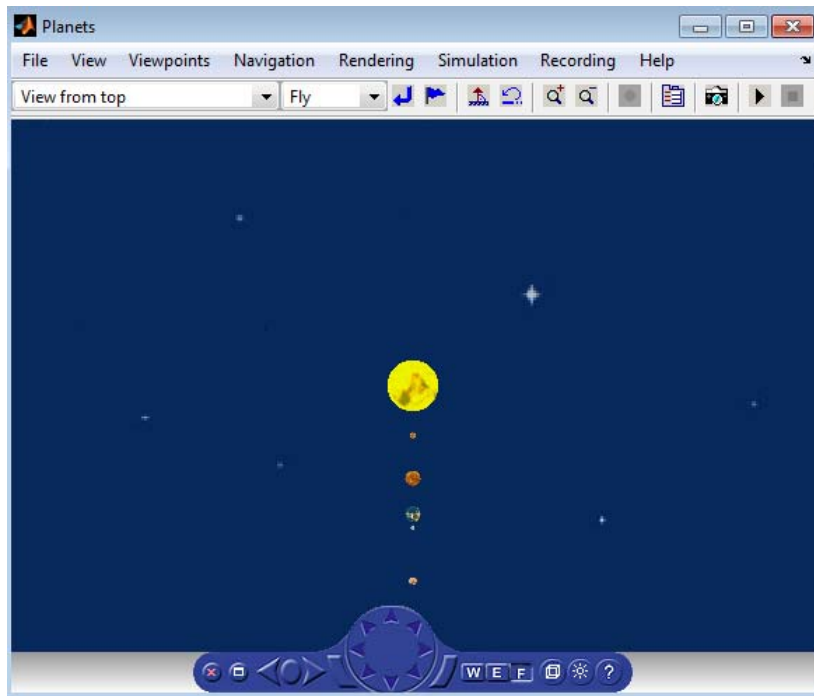 Planets
File View Viewpoints Navigation Rendering Simulation Recording Help
View from top Fly
W E F ?